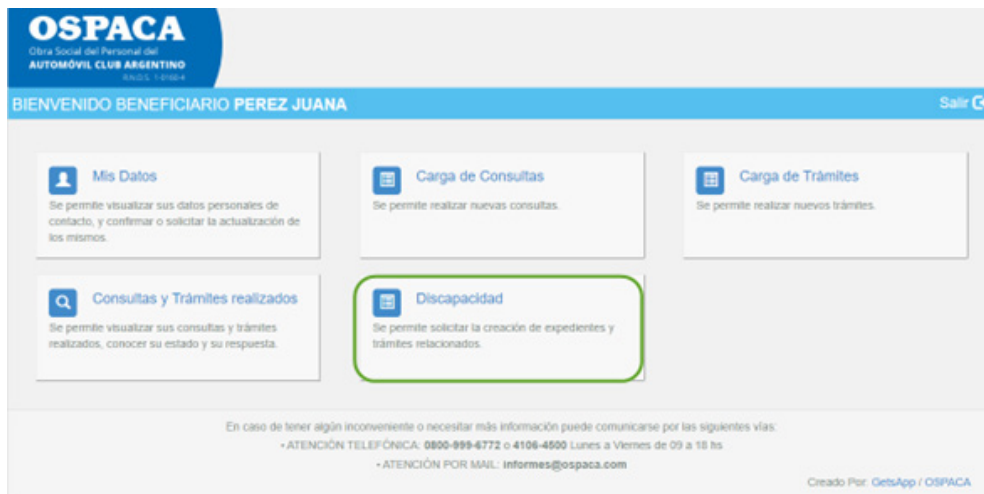 OSPACA
Obra Social del Personal del
AUTOMÓVIL CLUB ARGENTINO
R.N.O.S. 1-0160-4
BIENVENIDO BENEFICIARIO PEREZ JUANA
Salir
Mis Datos
Se permite visualizar sus datos personales de
contacto, y confirmar o solicitar la actualización de
los mismos.
Carga de Consultas
Se permite realizar nuevas consultas.
Carga de Trámites
Se permite realizar nuevos trámites.
Consultas y Trámites realizados
Se permite visualizar sus consultas y trámites
realizados, conocer su estado y su respuesta.
Discapacidad
Se permite solicitar la creación de expedientes y
trámites relacionados.
En caso de tener algún inconveniente o necesitar más información puede comunicarse por las siguientes vías:
• ATENCIÓN TELEFÓNICA: 0800-999-6772 o 4106-4500 Lunes a Viernes de 09 a 18 hs
• ATENCIÓN POR MAIL: informes@ospaca.com
Creado Por: GetsApp / OSPACA